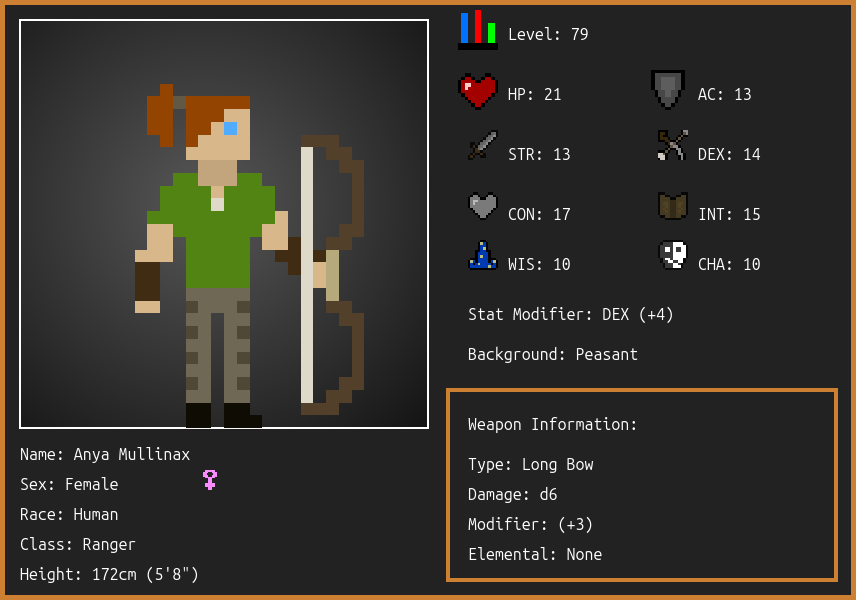 Level: 79
HP: 21
AC: 13
STR: 13
DEX: 14
CON: 17
INT: 15
WIS: 10
CHA: 10
Stat Modifier: DEX (+4)
Background: Peasant
Name: Anya Mullinax
Sex: Female
Race: Human
Class: Ranger
Height: 172cm (5'8")
Weapon Information:
Type: Long Bow
Damage: d6
Modifier: (+3)
Elemental: None